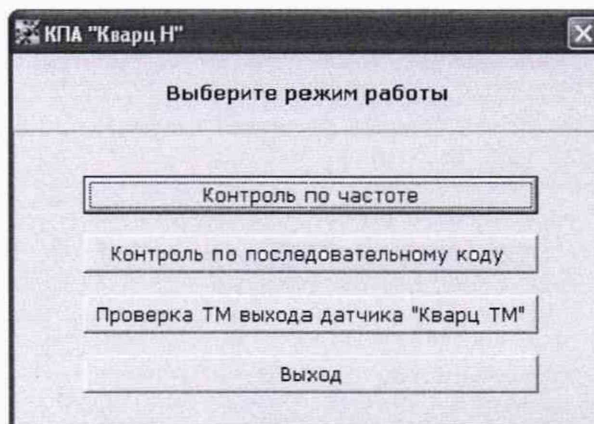 КПА "Кварц Н"
Выберите режим работы
Контроль по частоте
Контроль по последовательному коду
Проверка ТМ выхода датчика "Кварц ТМ"
Выход